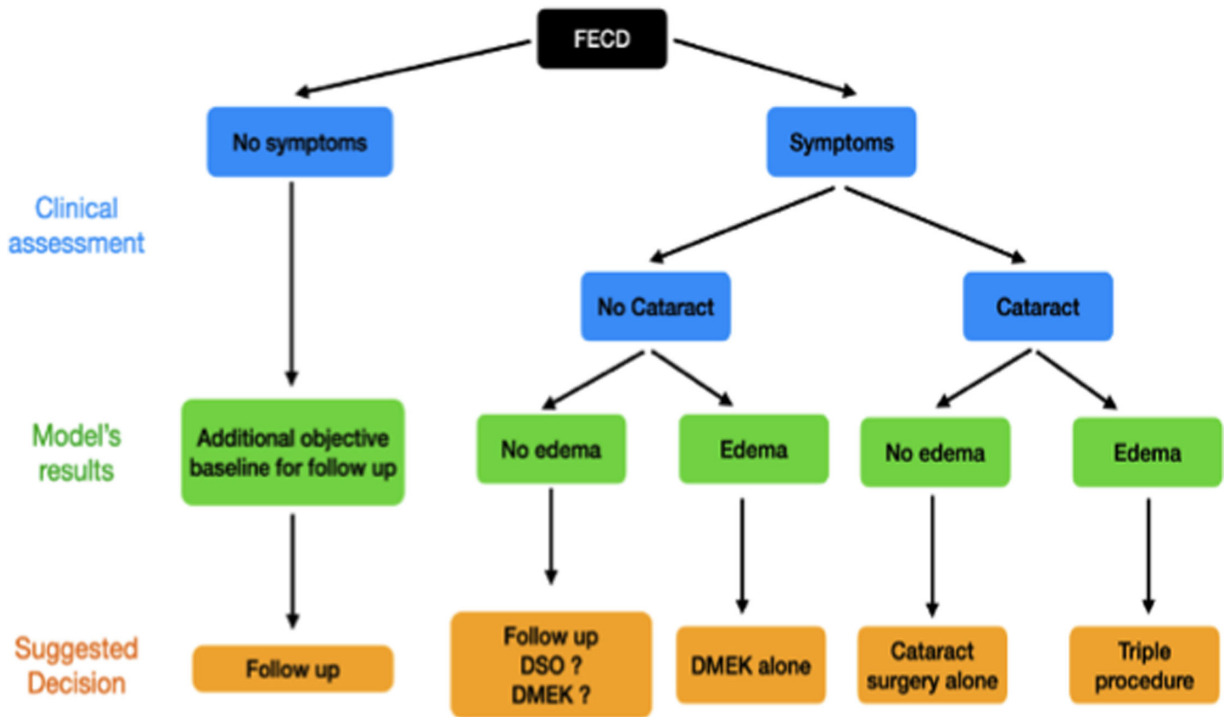 FECD
No symptoms
Symptoms
Clinical
assessment
No Cataract
Cataract
Model's
results
Additional objective
baseline for follow up
No edema
Edema
No edema
Edema
Suggested
Decision
Follow up
Follow up
DSO ?
DMEK ?
DMEK alone
Cataract
surgery alone
Triple
procedure